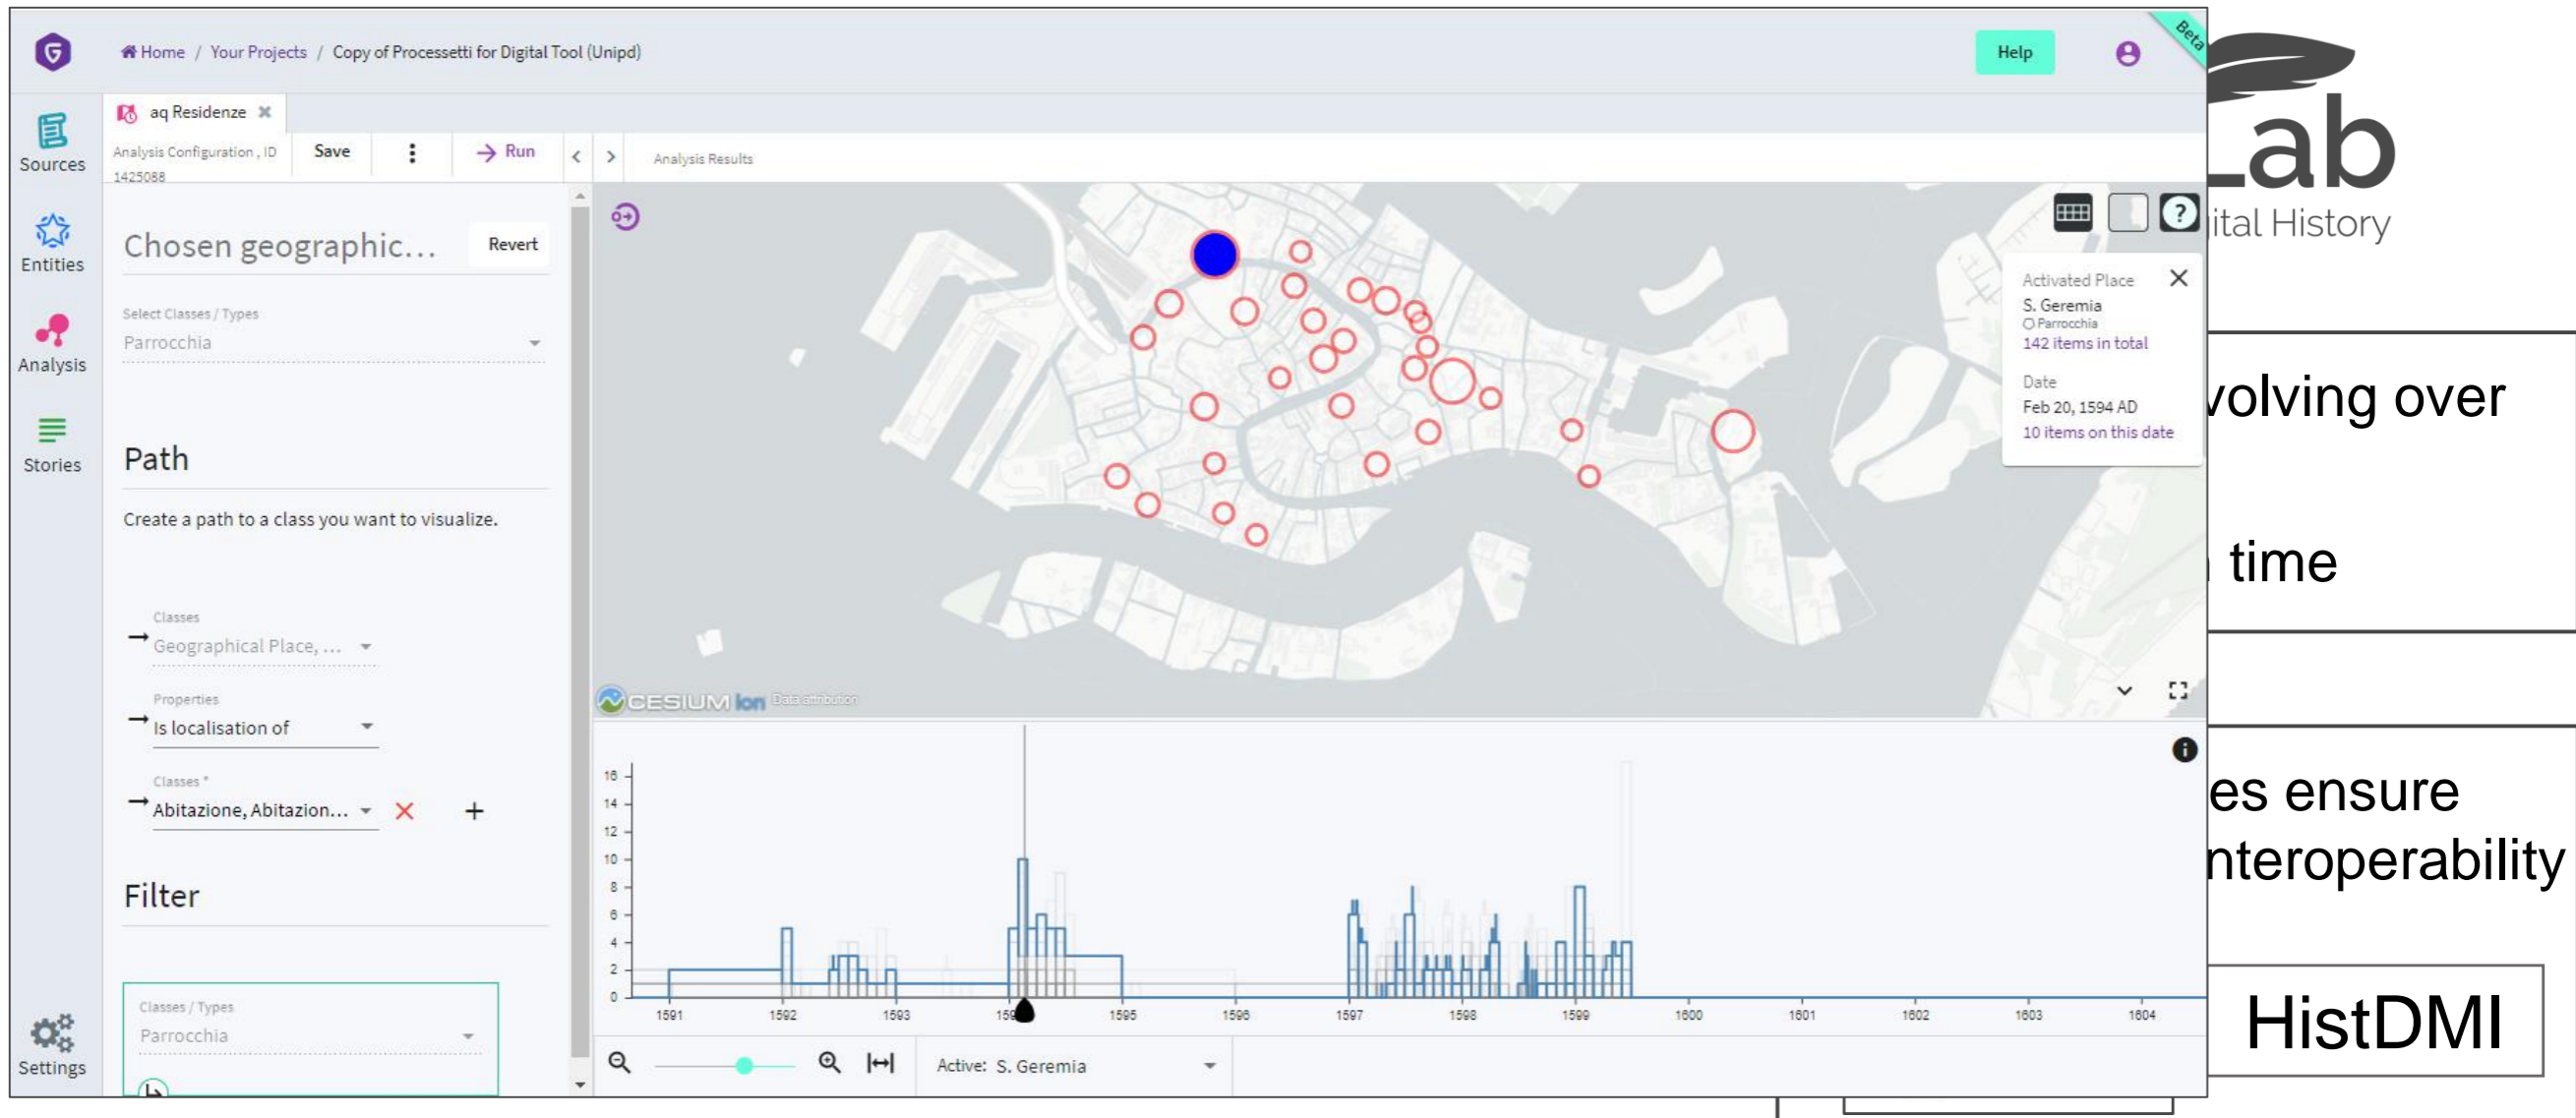 Home / Your Projects / Copy of Processetti for Digital Tool (Unipd)
Help
Beta
aq Residenze
Sources
Entities
Analysis
Stories
Settings
Analysis Configuration , ID
1425088
Save
Run
Analysis Results
Chosen geographic...
Revert
Select Classes / Types
Parrocchia
Path
Create a path to a class you want to visualize.
Classes
Geographical Place, ...
Properties
Is localisation of
Classes *
Abitazione, Abitazion...
Filter
Classes / Types
Parrocchia
Activated Place
S. Geremia
Parrocchia
142 items in total
Date
Feb 20, 1594 AD
10 items on this date
CESIUM ion Data attribution
16
14
12
10
8
6
4
2
0
1591 1592 1593 1595 1596 1597 1598 1599 1600 1601 1602 1603 1604
Active: S. Geremia
Lab
ital History
volving over
time
es ensure
nteroperability
HistDMI